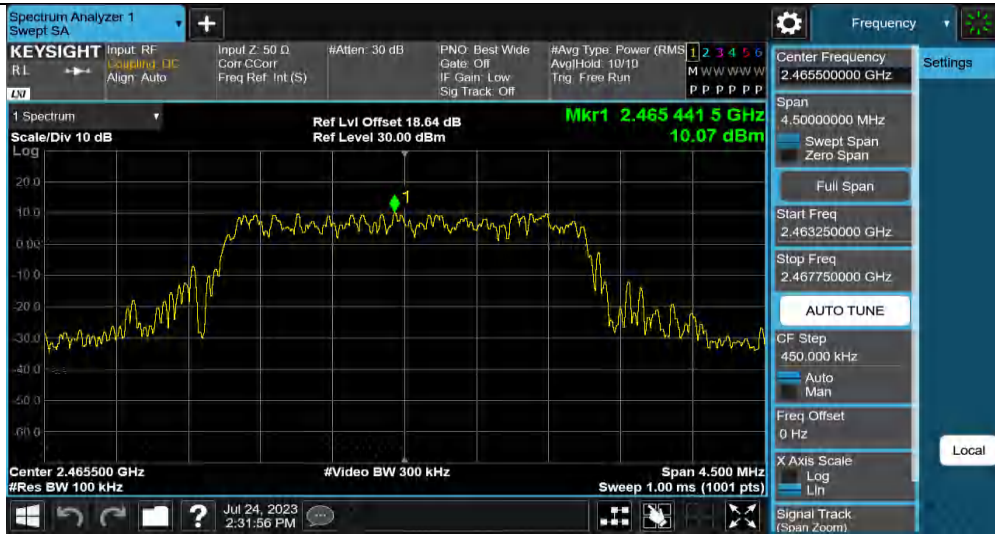 Spectrum Analyzer 1
Swept SA
Frequency
KEYSIGHT
RL
LXI
Input: RF
Coupling: DC
Align: Auto
Input Z: 50 Ω
Corr CCorr
Freq Ref: Int (S)
#Atten: 30 dB
PNO: Best Wide
Gate: Off
IF Gain: Low
Sig Track: Off
#Avg Type: Power (RMS
Avg|Hold: 10/10
Trig: Free Run
1 2 3 4 5 6
M W W W W W
P P P P P P
Center Frequency
2.465500000 GHz
Settings
Span
4.50000000 MHz
Swept Span
Zero Span
Full Span
Start Freq
2.463250000 GHz
Stop Freq
2.467750000 GHz
AUTO TUNE
CF Step
450.000 kHz
Auto
Man
Freq Offset
0 Hz
X Axis Scale
Log
Lin
Signal Track
(Span Zoom)
Local
1 Spectrum
Scale/Div 10 dB
Log
Ref Lvl Offset 18.64 dB
Ref Level 30.00 dBm
Mkr1 2.465 441 5 GHz
10.07 dBm
1
20.0
10.0
0.00
-10.0
-20.0
-30.0
-40.0
-50.0
-60.0
Center 2.465500 GHz
#Res BW 100 kHz
#Video BW 300 kHz
Span 4.500 MHz
Sweep 1.00 ms (1001 pts)
?
Jul 24, 2023
2:31:56 PM